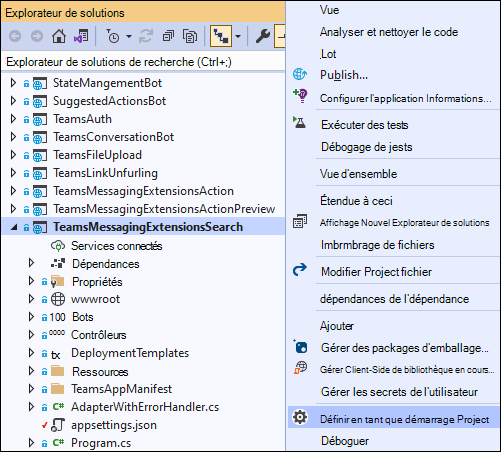 Explorateur de solutions
Explorateur de solutions de recherche (Ctrl+;)
StateMangementBot
SuggestedActionsBot
TeamsAuth
TeamsConversationBot
TeamsFileUpload
TeamsLinkUnfurling
TeamsMessagingExtensionsAction
TeamsMessagingExtensionsActionPreview
TeamsMessagingExtensionsSearch
Services connectés
Dépendances
Propriétés
wwwroot
100 Bots
0000 Contrôleurs
tx DeploymentTemplates
Ressources
TeamsAppManifest
C# AdapterWithErrorHandler.cs
appsettings.json
C# Program.cs
Vue
Analyser et nettoyer le code
Lot
Publish...
Configurer l'application Informations...
Exécuter des tests
Débogage de jests
Vue d'ensemble
Étendue à ceci
Affichage Nouvel Explorateur de solutions
Imbrmbrage de fichiers
Modifier Project fichier
dépendances de l'dépendance
Ajouter
Gérer des packages d'emballage...
Gérer Client-Side de bibliothèque en cours...
Gérer les secrets de l'utilisateur
Définir en tant que démarrage Project
Déboguer